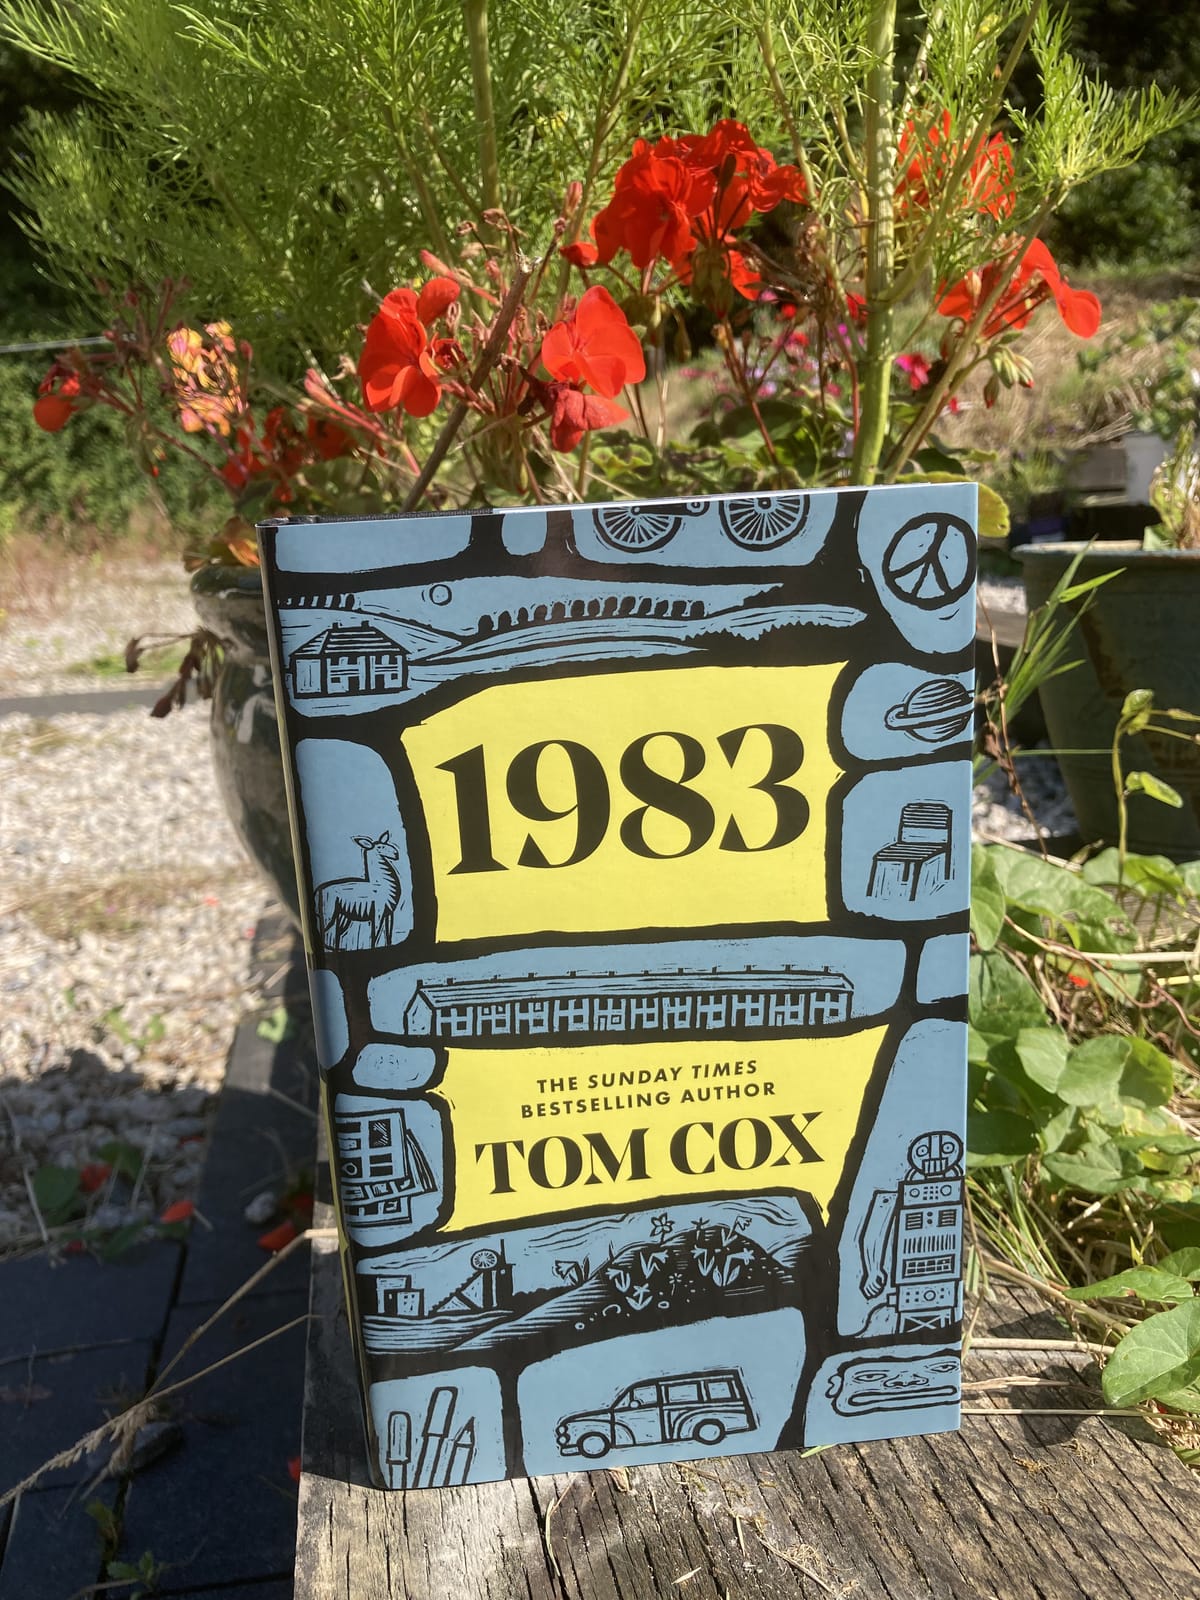 1983
THE SUNDAY TIMES
BESTSELLING AUTHOR
TOM COX